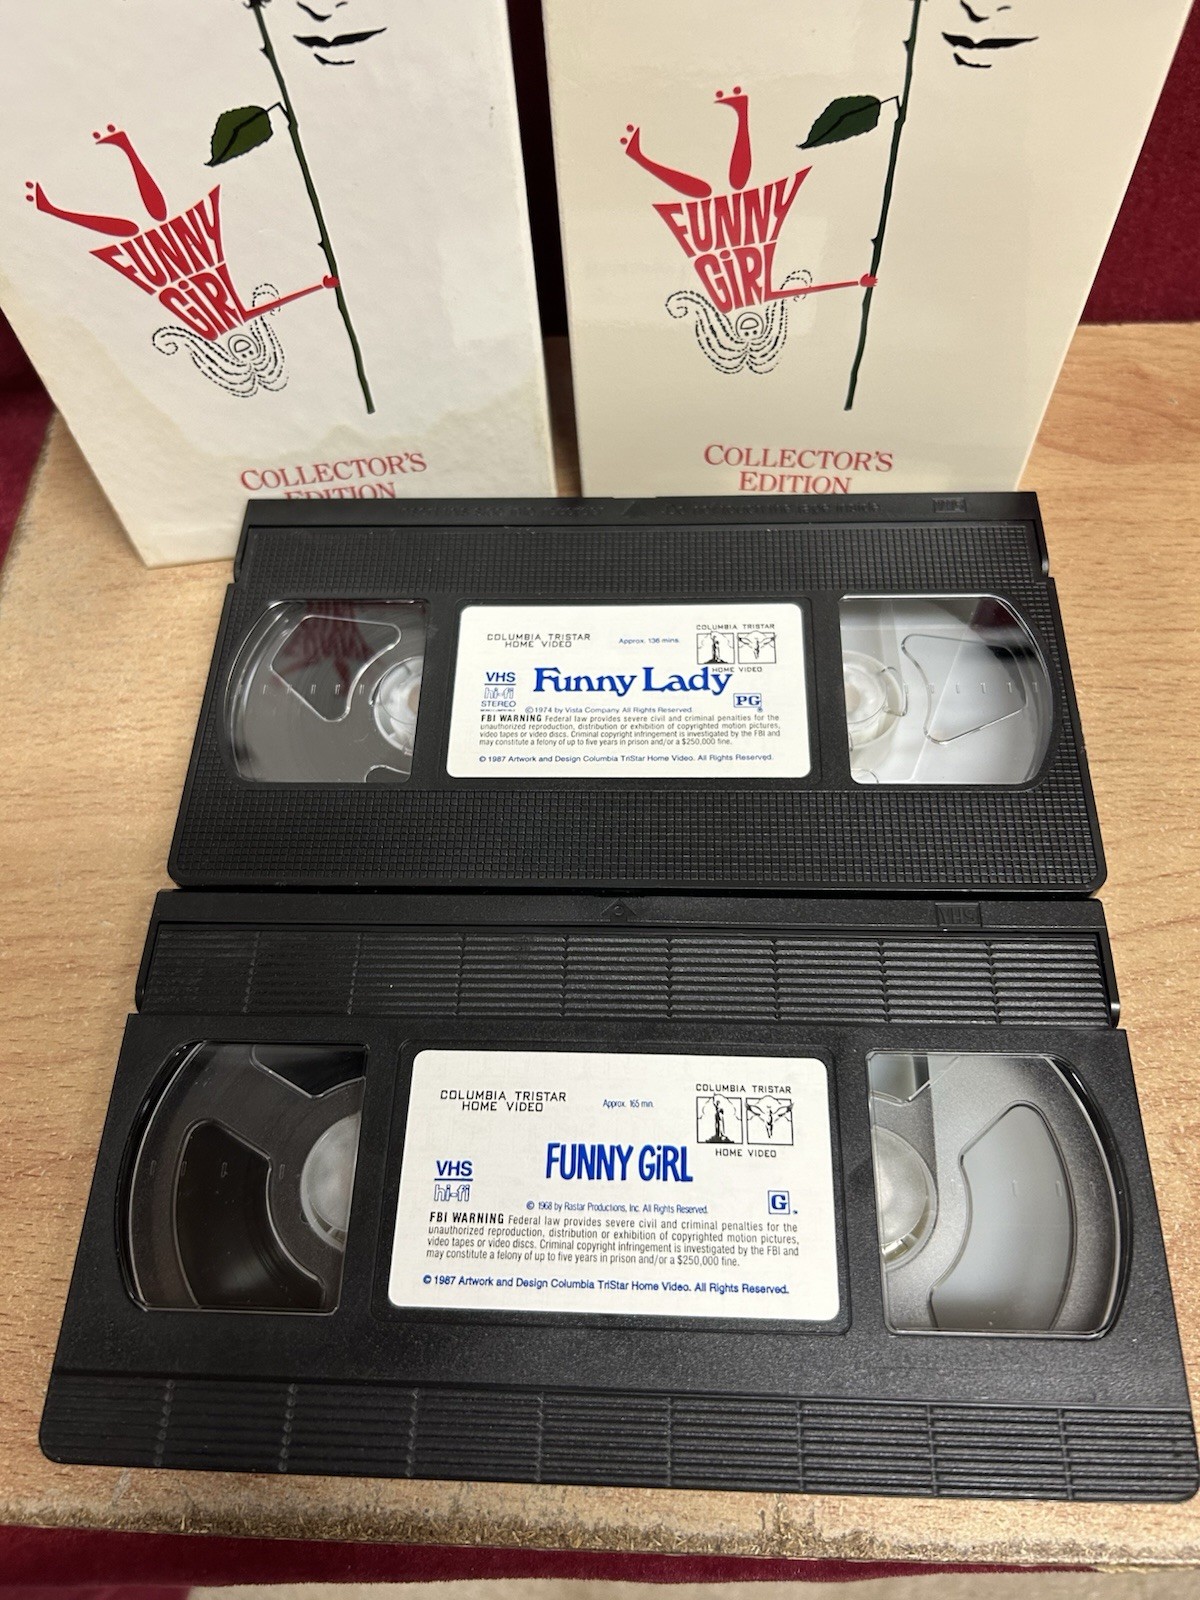 FUNNY
GiRL
COLLECTOR'S
EDITION
FUNNY
GiRL
COLLECTOR'S
EDITION
VHS
COLUMBIA TRISTAR
HOME VIDEO
Approx. 136 mins.
COLUMBIA TRISTAR
HOME VIDEO
VHS
hi-fi
STEREO
Funny Lady
PG
©1974 by Vista Company. All Rights Reserved.
FBI WARNING Federal law provides severe civil and criminal penalties for the
unauthorized reproduction, distribution or exhibition of copyrighted motion pictures,
video tapes or video discs. Criminal copyright infringement is investigated by the FBI and
may constitute a felony of up to five years in prison and/or a $250,000 fine.
© 1987 Artwork and Design Columbia TriStar Home Video. All Rights Reserved.
VHS
COLUMBIA TRISTAR
HOME VIDEO
Approx. 165 min.
COLUMBIA TRISTAR
HOME VIDEO
FUNNY GiRL
VHS
hi-fi
G
© 1968 by Rastar Productions, Inc. All Rights Reserved.
FBI WARNING Federal law provides severe civil and criminal penalties for the
unauthorized reproduction, distribution or exhibition of copyrighted motion pictures,
video tapes or video discs. Criminal copyright infringement is investigated by the FBI and
may constitute a felony of up to five years in prison and/or a $250,000 fine.
© 1987 Artwork and Design Columbia TriStar Home Video. All Rights Reserved.